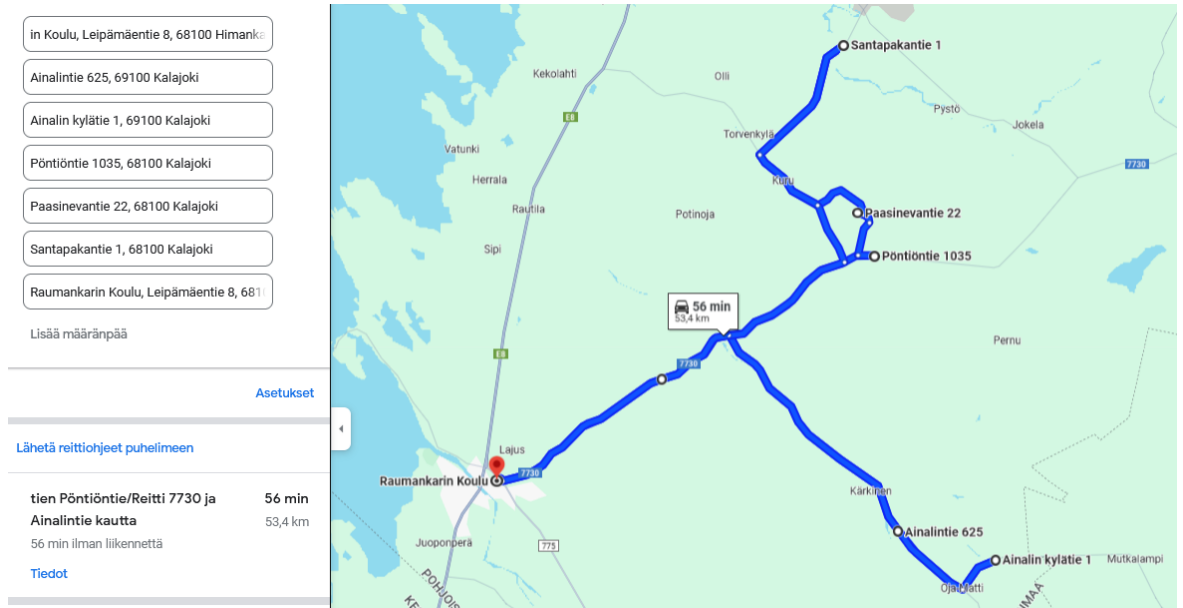 in Koulu, Leipämäentie 8, 68100 Himanka
Ainalintie 625, 69100 Kalajoki
Ainalin kylätie 1, 69100 Kalajoki
Pöntiöntie 1035, 68100 Kalajoki
Paasinevantie 22, 68100 Kalajoki
Santapakantie 1, 68100 Kalajoki
Raumankarin Koulu, Leipämäentie 8, 681
Lisää määränpää
Asetukset
Lähetä reittiohjeet puhelimeen
tien Pöntiöntie/Reitti 7730 ja
Ainalintie kautta
56 min
53,4 km
56 min ilman liikennettä
Tiedot
Santapakantie 1
Kekolahti
Olli
Pystö
E8
Jokela
Torvenkylä
Vatunki
7730
Herrala
Kuru
Rautila
Potinoja
Paasinevantie 22
Sipi
Pöntiöntie 1035
56 min
53,4 km
Pernu
E8
7730
Lajus
7730
Raumankarin Koulu
Kärkinen
Ainalintie 625
Juoponperä
775
Ainalin kylätie 1
Mutkalampi
POHJOIS
KE
MAA